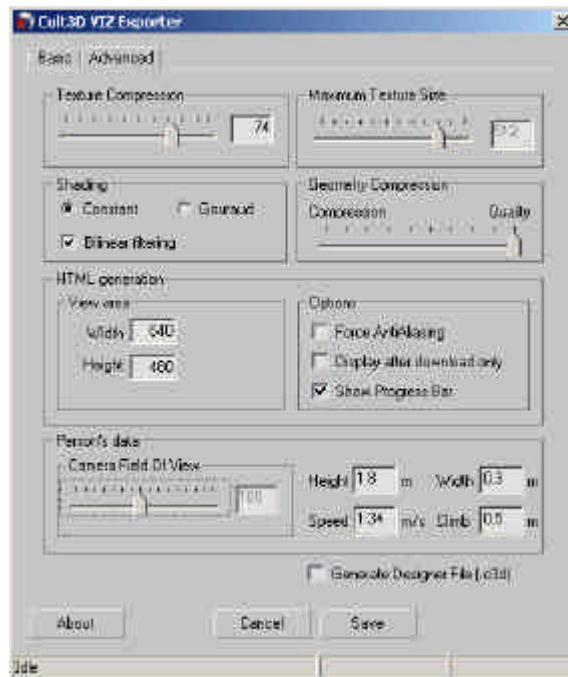 Cult3D VIZ Exporter
Basic Advanced
Texture Compression
74
Maximum Texture Size
512
Shading
Constant Gouraud
Bilinear filtering
Geometry Compression
Compression Quality
HTML generation
View area
Width 640
Height 480
Options
Force AntiAliasing
Display after download only
Show Progress Bar
Person's data
Camera Field Of View
100
Height 1.8 m Width 0.3 m
Speed 1.34 m/s Climb 0.5 m
Generate Designer File (.c3d)
About Cancel Save
Idle